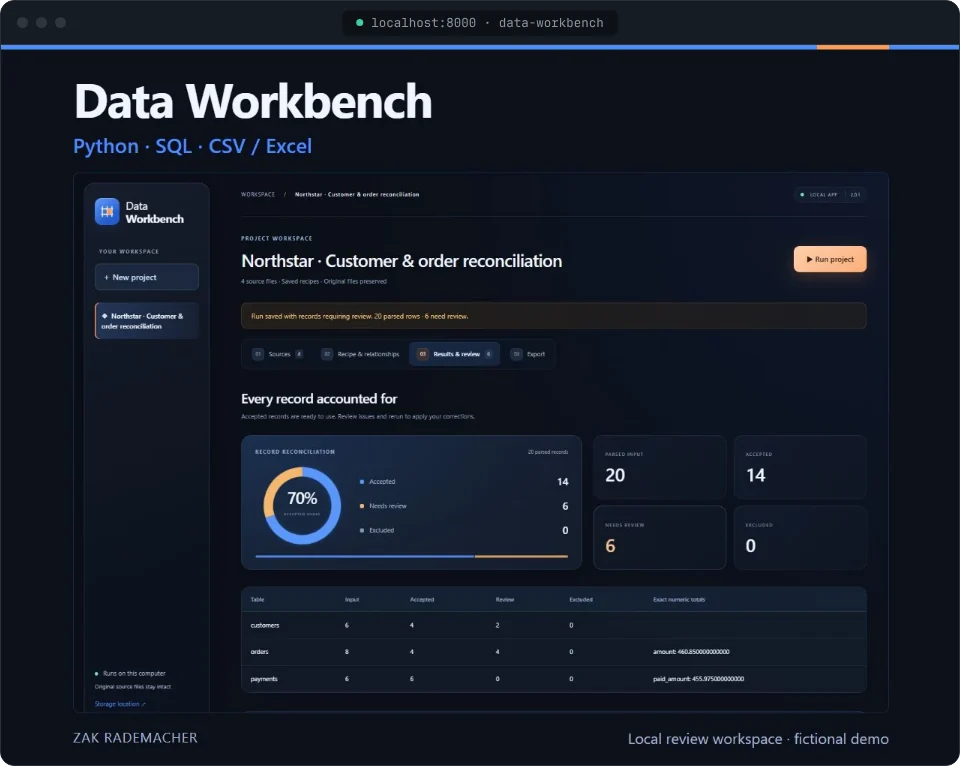 localhost:8000 · data-workbench
Data Workbench
Python · SQL · CSV / Excel
Data
Workbench
YOUR WORKSPACE
+ New project
Northstar · Customer &
order reconciliation
Runs on this computer
Original source files stay intact
Storage location ↗
WORKSPACE / Northstar · Customer & order reconciliation
LOCAL APP 2.0.1
PROJECT WORKSPACE
Northstar · Customer & order reconciliation
4 source files · Saved recipes · Original files preserved
▶ Run project
Run saved with records requiring review. 20 parsed rows · 6 need review.
01 Sources 4 02 Recipe & relationships 03 Results & review 6 04 Export
Every record accounted for
Accepted records are ready to use. Review issues and rerun to apply your corrections.
RECORD RECONCILIATION 20 parsed records
70%
Accepted 14
Needs review 6
Excluded 0
PARSED INPUT
20
ACCEPTED
14
NEEDS REVIEW
6
EXCLUDED
0
Table Input Accepted Review Excluded Exact numeric totals
customers 6 4 2 0
orders 8 4 4 0 amount: 460.850000000000
payments 6 6 0 0 paid_amount: 455.975000000000
ZAK RADEMACHER
Local review workspace · fictional demo